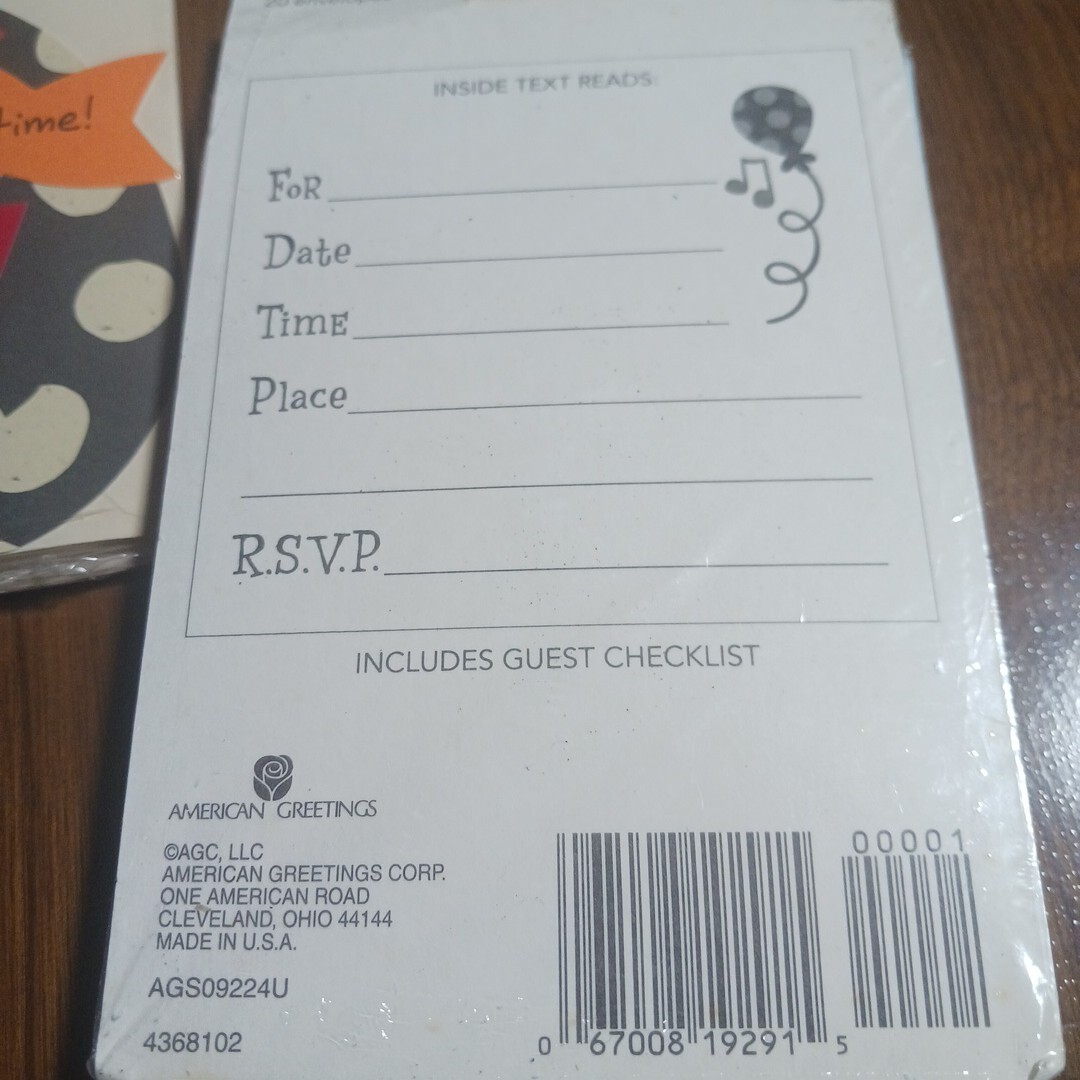 time!
INSIDE TEXT READS:
FoR
Date
TimE
Place
R.S.V.P.
INCLUDES GUEST CHECKLIST
AMERICAN GREETINGS
©AGC, LLC
AMERICAN GREETINGS CORP.
ONE AMERICAN ROAD
CLEVELAND, OHIO 44144
MADE IN U.S.A.
AGS09224U
4368102
00001
0 67008 19291 5